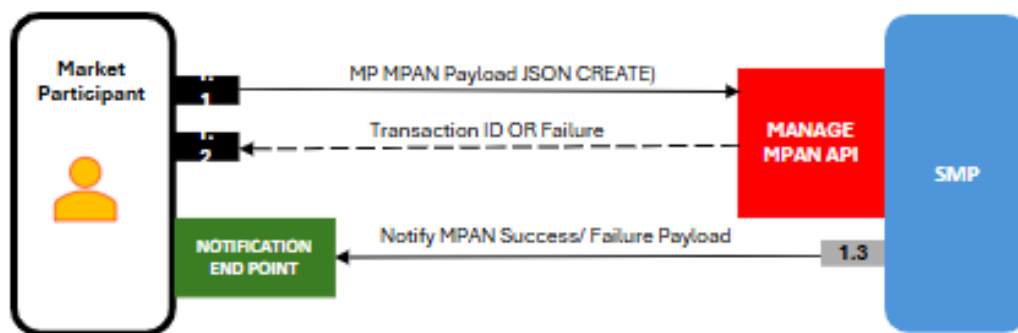 Market
Participant
1.
1
MP MPAN Payload JSON CREATE)
1.
2
Transaction ID OR Failure
MANAGE
MPAN API
SMP
NOTIFICATION
END POINT
Notify MPAN Success/ Failure Payload
1.3